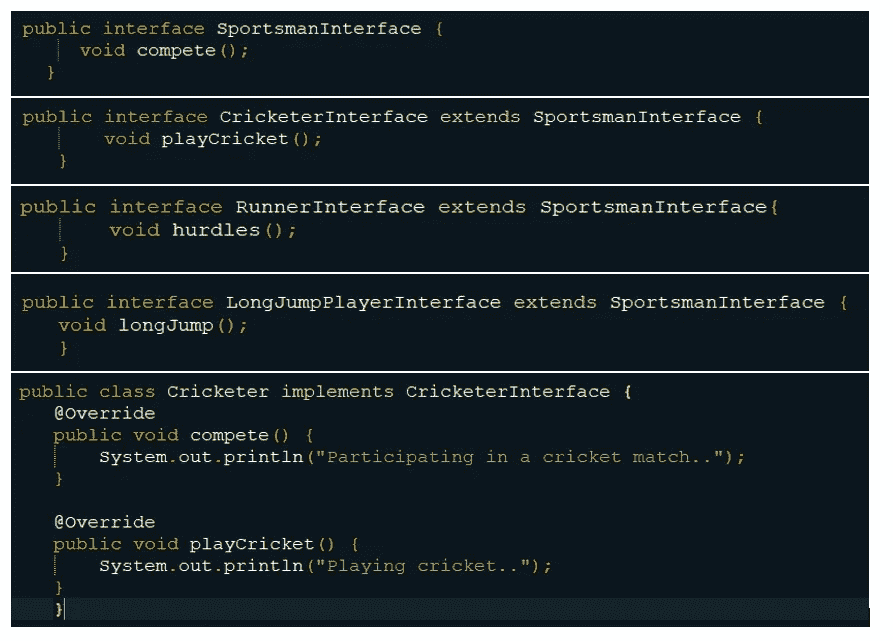 public interface SportsmanInterface {
void compete();
}
public interface CricketerInterface extends SportsmanInterface {
void playCricket();
}
public interface RunnerInterface extends SportsmanInterface{
void hurdles();
}
public interface LongJumpPlayerInterface extends SportsmanInterface {
void longJump();
}
public class Cricketer implements CricketerInterface {
@Override
public void compete() {
System.out.println("Participating in a cricket match..");
}
@Override
public void playCricket() {
System.out.println("Playing cricket..");
}
}